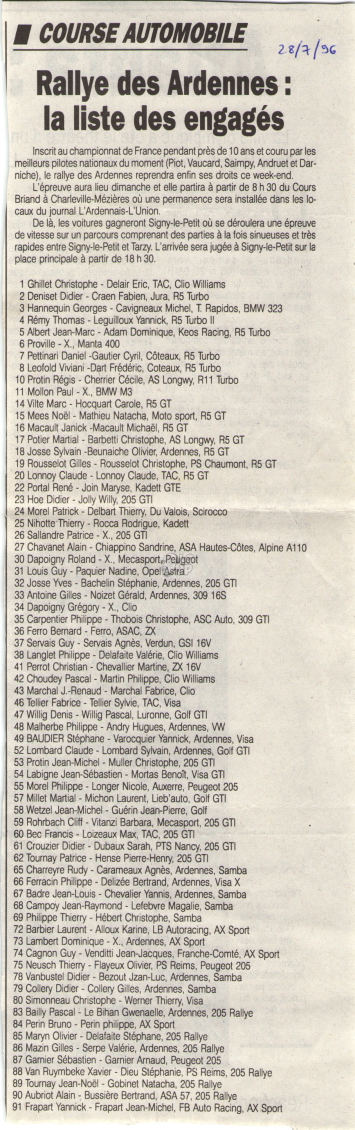 COURSE AUTOMOBILE
28/7/96
Rallye des Ardennes :
la liste des engagés
Inscrit au championnat de France pendant près de 10 ans et couru par les
meilleurs pilotes nationaux du moment (Piot, Vaucard, Saimpy, Andruet et Dar-
niche), le rallye des Ardennes reprendra enfin ses droits ce week-end.
L'épreuve aura lieu dimanche et elle partira à partir de 8 h 30 du Cours
Briand à Charleville-Mézières où une permanence sera installée dans les lo-
caux du journal L'Ardennais-L'Union.
De là, les voitures gagneront Signy-le-Petit où se déroulera une épreuve
de vitesse sur un parcours comprenant des parties à la fois sinueuses et très
rapides entre Signy-le-Petit et Tarzy. L'arrivée sera jugée à Signy-le-Petit sur la
place principale à partir de 18 h 30.
1 Ghillet Christophe - Delair Eric, TAC, Clio Williams
2 Deniset Didier - Craen Fabien, Jura, R5 Turbo
3 Hannequin Georges - Cavigneaux Michel, T. Rapidos, BMW 323
4 Rémy Thomas - Leguilloux Yannick, R5 Turbo II
5 Albert Jean-Marc - Adam Dominique, Keos Racing, R5 Turbo
6 Proville - X., Manta 400
7 Pettinari Daniel -Gautier Cyril, Côteaux, R5 Turbo
8 Leofold Viviani -Dart Frédéric, Coteaux, R5 Turbo
10 Protin Régis - Cherrier Cécile, AS Longwy, R11 Turbo
11 Mollon Paul - X., BMW M3
14 Vilte Marc - Hocquart Carole, R5 GT
15 Mees Noël - Mathieu Natacha, Moto sport, R5 GT
16 Macault Janick -Macault Michaël, R5 GT
17 Potier Martial - Barbetti Christophe, AS Longwy, R5 GT
18 Josse Sylvain -Beunaiche Olivier, Ardennes, R5 GT
19 Rousselot Gilles - Rousselot Christophe, PS Chaumont, R5 GT
20 Lonnoy Claude - Lonnoy Claude, TAC, R5 GT
22 Portal René - Join Maryse, Kadett GTE
23 Hoe Didier - Jolly Willy, 205 GTI
24 Morel Patrick - Delbart Thierry, Du Valois, Scirocco
25 Nihotte Thierry - Rocca Rodrigue, Kadett
26 Sallandre Patrice - X., 205 GTI
27 Chavanet Alain - Chiappino Sandrine, ASA Hautes-Côtes, Alpine A110
30 Dapoigny Roland - X., Mecasport, Peugeot
31 Louis Guy - Paquier Nadine, Opel Astra
32 Josse Yves - Bachelin Stéphanie, Ardennes, 205 GTI
33 Antoine Gilles - Noizet Gérald, Ardennes, 309 16S
34 Dapoigny Grégory - X., Clio
35 Carpentier Philippe - Thobois Christophe, ASC Auto, 309 GTI
36 Ferno Bernard - Ferno, ASAC, ZX
37 Servais Guy - Servais Agnès, Verdun, GSI 16V
38 Langlet Philippe - Delafaite Valérie, Clio Williams
41 Perrot Christian - Chevallier Martine, ZX 16V
42 Choudey Pascal - Martin Philippe, Clio Williams
43 Marchal J.-Renaud - Marchal Fabrice, Clio
46 Tellier Fabrice - Tellier Sylvie, TAC, Visa
47 Willig Denis - Willig Pascal, Luronne, Golf GTI
48 Malherbe Philippe - Andry Hugues, Ardennes, VW
49 BAUDIER Stéphane - Varocquier Yannick, Ardennes, Visa
52 Lombard Claude - Lombard Sylvain, Ardennes, Golf GTI
53 Protin Jean-Michel - Muller Christophe, 205 GTI
54 Labigne Jean-Sébastien - Mortas Benoît, Visa GTI
55 Morel Philippe - Longer Nicole, Auxerre, Peugeot 205
57 Millet Martial - Michon Laurent, Lieb'auto, Golf GTI
58 Wetzel Jean-Michel - Guérin Jean-Pierre, Golf
59 Rohrbach Cliff - Vitanzi Barbara, Mecasport, 205 GTI
60 Bec Francis - Loizeaux Max, TAC, 205 GTI
61 Crouzier Didier - Dubaux Sarah, PTS Nancy, 205 GTI
62 Tournay Patrice - Hense Pierre-Henry, 205 GTI
65 Charreyre Rudy - Carameaux Agnès, Ardennes, Samba
66 Ferracin Philippe - Delizée Bertrand, Ardennes, Visa X
67 Badre Jean-Louis - Chevalier Yannis, Ardennes, Samba
68 Campoy Jean-Raymond - Lefebvre Magalie, Samba
69 Philippe Thierry - Hébert Christophe, Samba
72 Barbier Laurent - Alloux Karine, LB Autoracing, AX Sport
73 Lambert Dominique - X., Ardennes, AX Sport
74 Cagnon Guy - Venditti Jean-Jacques, Franche-Comté, AX Sport
75 Neusch Thierry - Flayeux Olivier, PS Reims, Peugeot 205
78 Vanbustel Didier - Bezout Jzan-Luc, Ardennes, Samba
79 Collery Didier - Collery Gilles, Ardennes, Samba
80 Simonneau Christophe - Werner Thierry, Visa
83 Bailly Pascal - Le Bihan Gwenaelle, Ardennes, 205 Rallye
84 Perin Bruno - Perin philippe, AX Sport
85 Maryn Olivier - Delafaite Stéphane, 205 Rallye
86 Mazin Gilles - Serpe Valérie, Ardennes, 205 Rallye
87 Garnier Sébastien - Garnier Arnaud, Peugeot 205
88 Van Ruymbeke Xavier - Dieu Stéphanie, PS Reims, 205 Rallye
89 Tournay Jean-Noël - Gobinet Natacha, 205 Rallye
90 Aubriot Alain - Bussière Bertrand, ASA 57, 205 Rallye
91 Frapart Yannick - Frapart Jean-Michel, FB Auto Racing, AX Sport